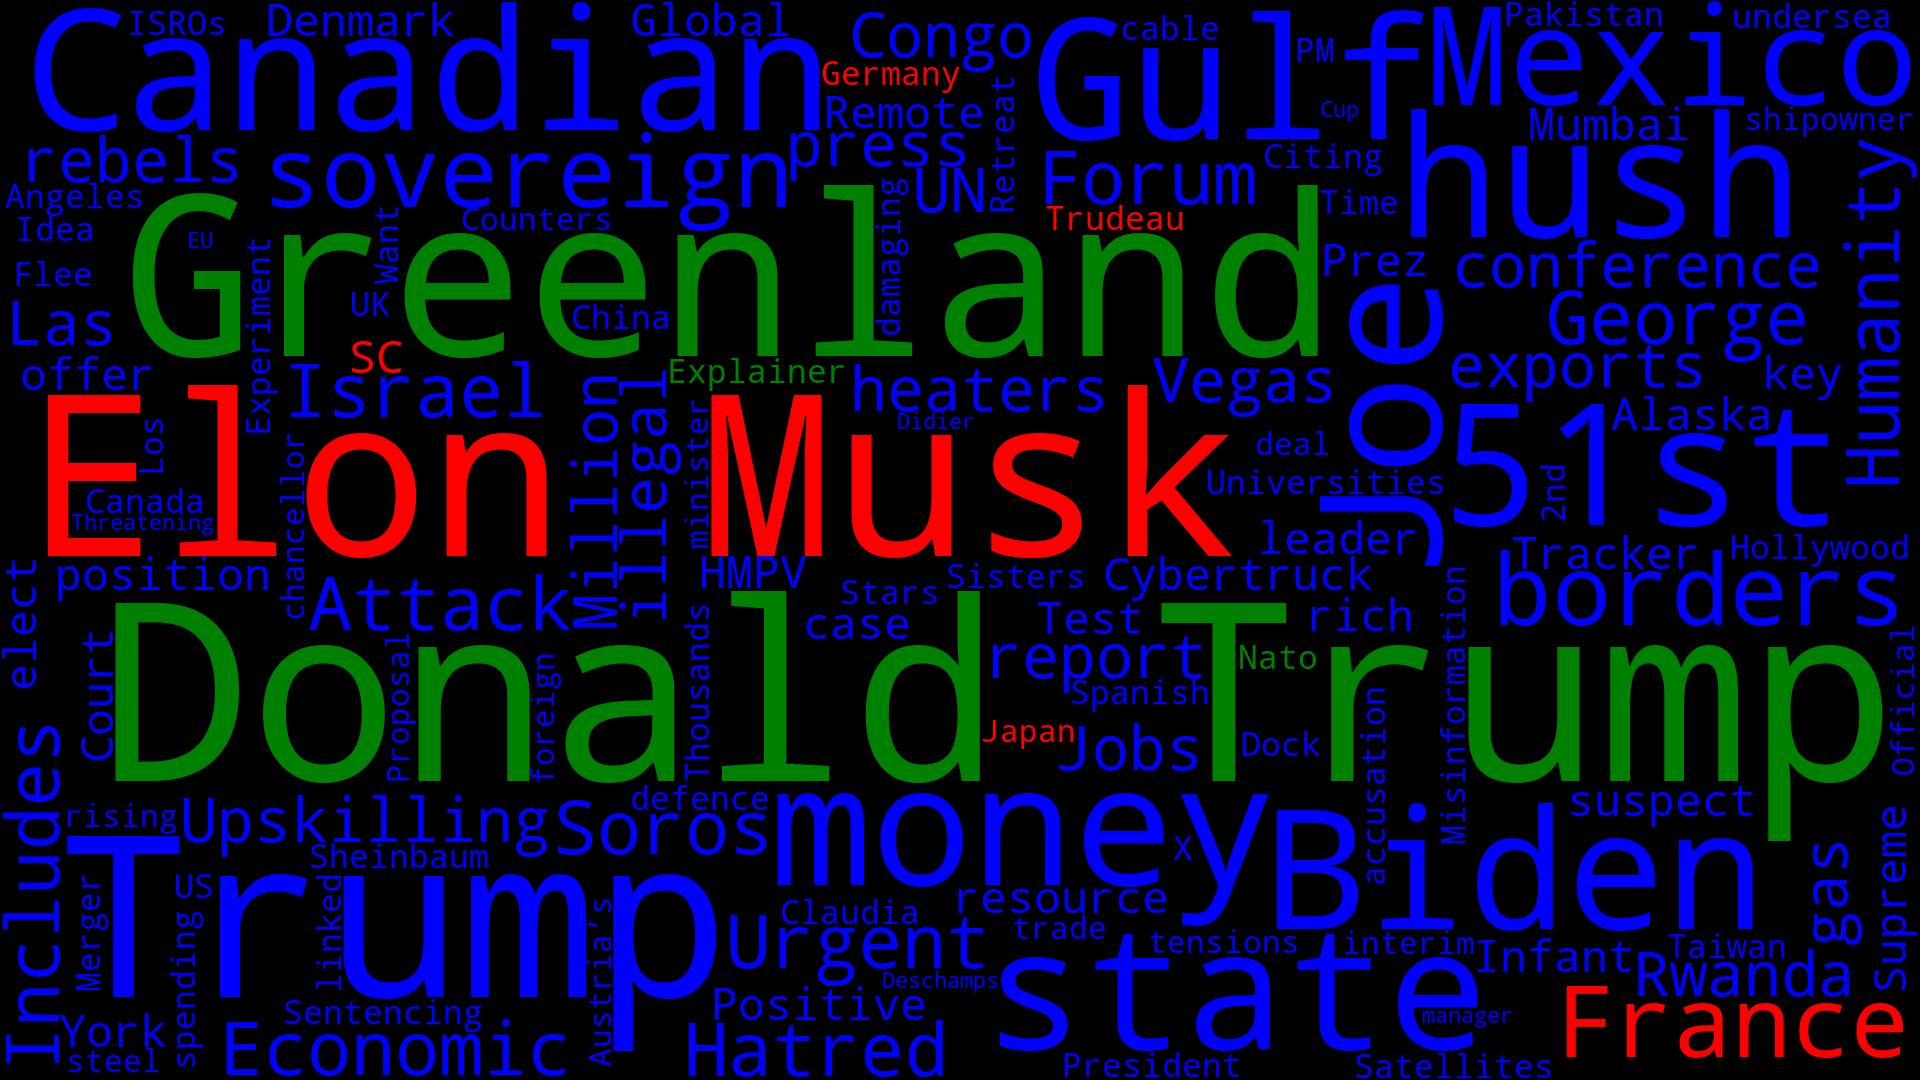 ISROs Denmark Global Congo cable Pakistan undersea
Canadian Gulf PM Mexico
Germany Cup
Remote Retreat Mumbai shipowner
rebels sovereign press Forum Citing hush
Angeles UN Time Humanity
Idea EU Want Counters damaging Trudeau
Greenland Prez conference
Flee Experiment UK China George
Las SC Joe
offer Israel Explainer heaters Vegas exports key
Elon Musk Didier 51st Alaska
Los Million illegal minister deal 2nd
Canada chancellor Universities
Threatening leader Tracker Hollywood
position HMPV Sisters Cybertruck borders
Attack Stars Test rich
elect Court case report Nato Misinformation Official
Donald Trump
Proposal foreign Thousands Spanish accusation
Japan Jobs Dock
Includes rising Upskilling Soros defence money suspect
Trump Sheinbaum X Biden gas Supreme
Merger US linked Claudia resource
spending Austria's Urgent trade tensions interim Infant Taiwan
Deschamps state Rwanda
York Sentencing Positive manager France
steel Economic Hatred President Satellites